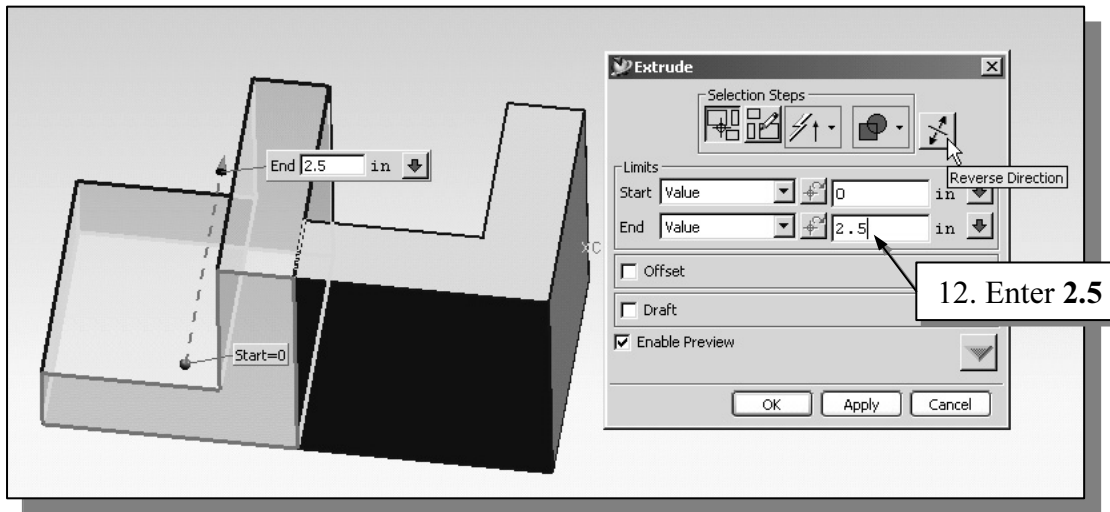 Extrude
Selection Steps
End 2.5 in
Limits
Reverse Direction
Start Value 0 in
End Value 2.5 in
XC
Offset
12. Enter 2.5
Draft
Start=0
Enable Preview
OK Apply Cancel